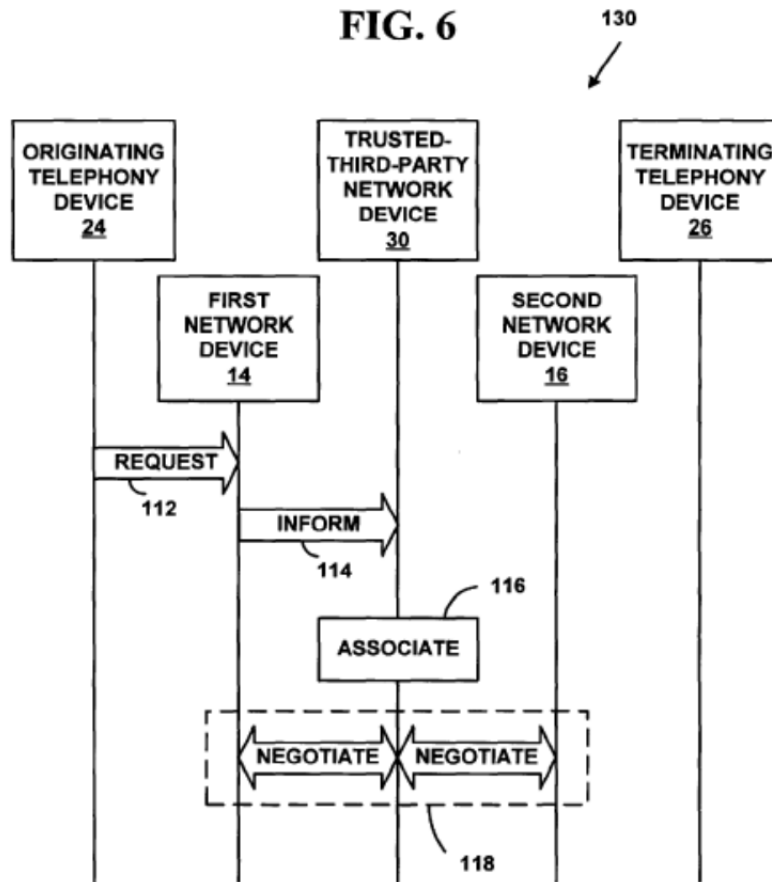 FIG. 6
130
ORIGINATING
TELEPHONY
DEVICE
24
TRUSTED-
THIRD-PARTY
NETWORK
DEVICE
30
TERMINATING
TELEPHONY
DEVICE
26
FIRST
NETWORK
DEVICE
14
SECOND
NETWORK
DEVICE
16
REQUEST
112
INFORM
114
116
ASSOCIATE
NEGOTIATE
NEGOTIATE
118